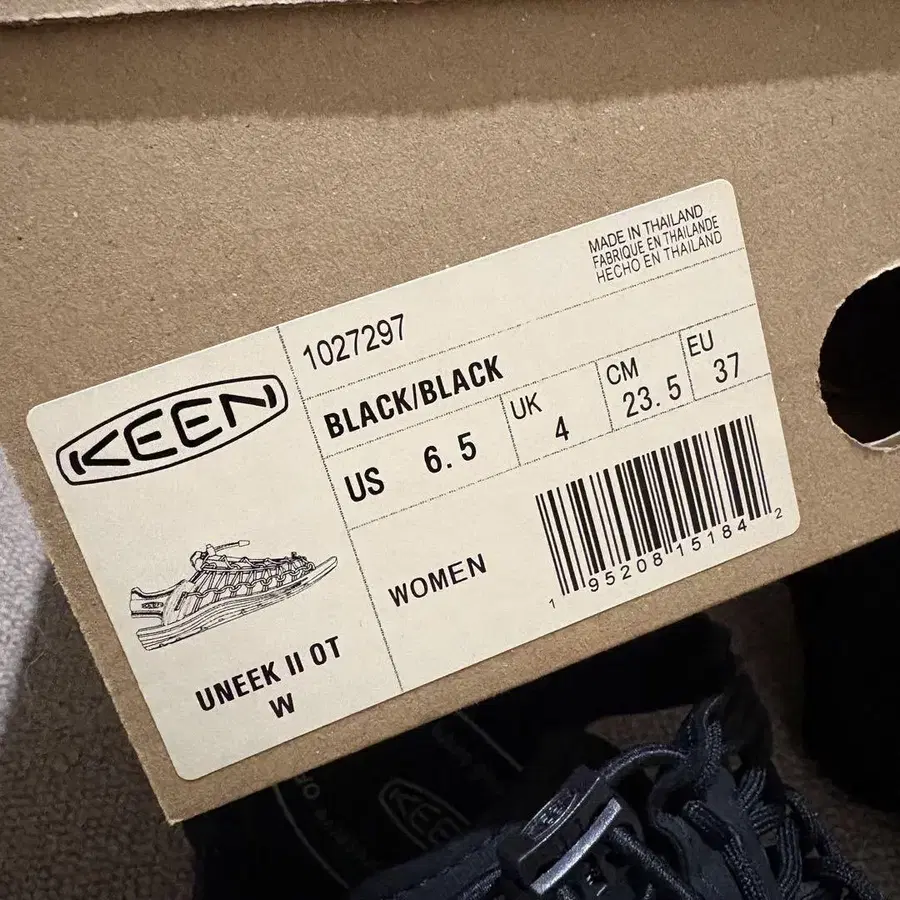 MADE IN THAILAND
FABRIQUE EN THAILANDE
HECHO EN THAILAND
1027297
KEEN
BLACK/BLACK
US 6.5
UK 4
CM 23.5
EU 37
WOMEN
1 95208 15184 2
UNEEK II OT
W
KEEN